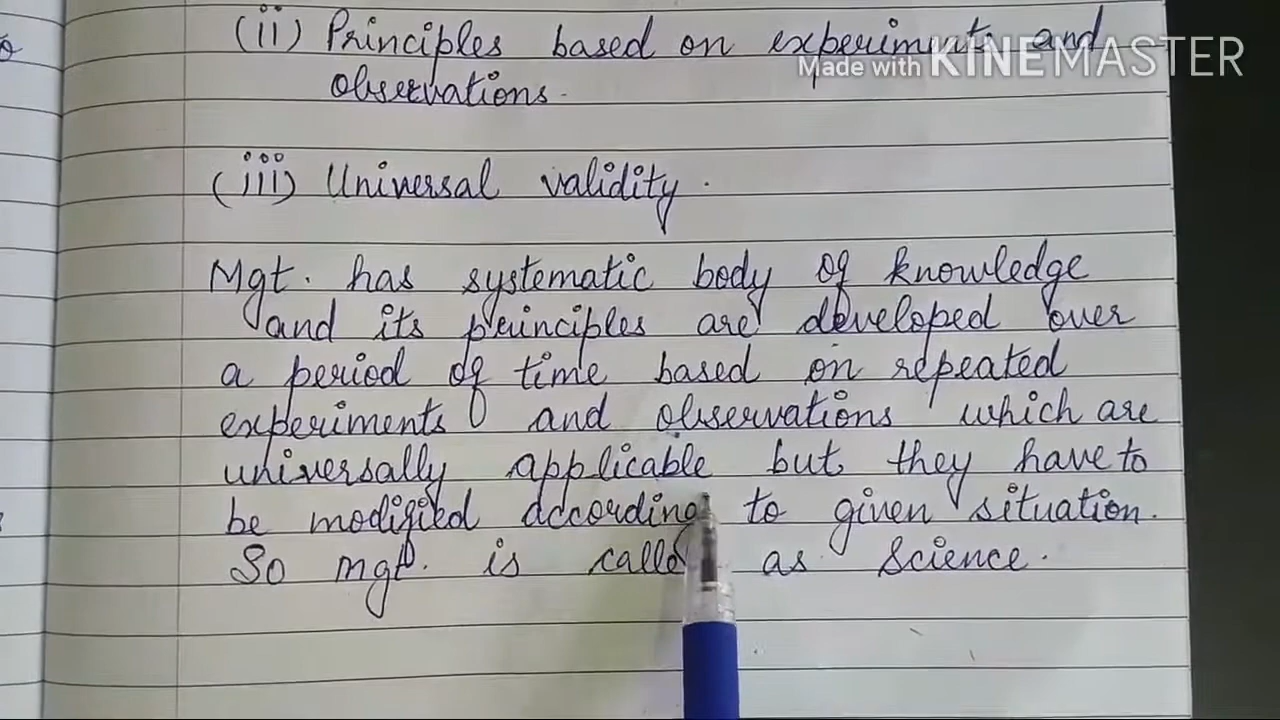 (ii) Principles based on experiments and
Made with KINEMASTER
observations.
(iii) Universal validity.
Mgt. has systematic body of knowledge
and its principles are developed over
a period of time based on repeated
experiments and observations which are
universally applicable but they have to
be modified according to given situation.
So mgt. is called as Science.